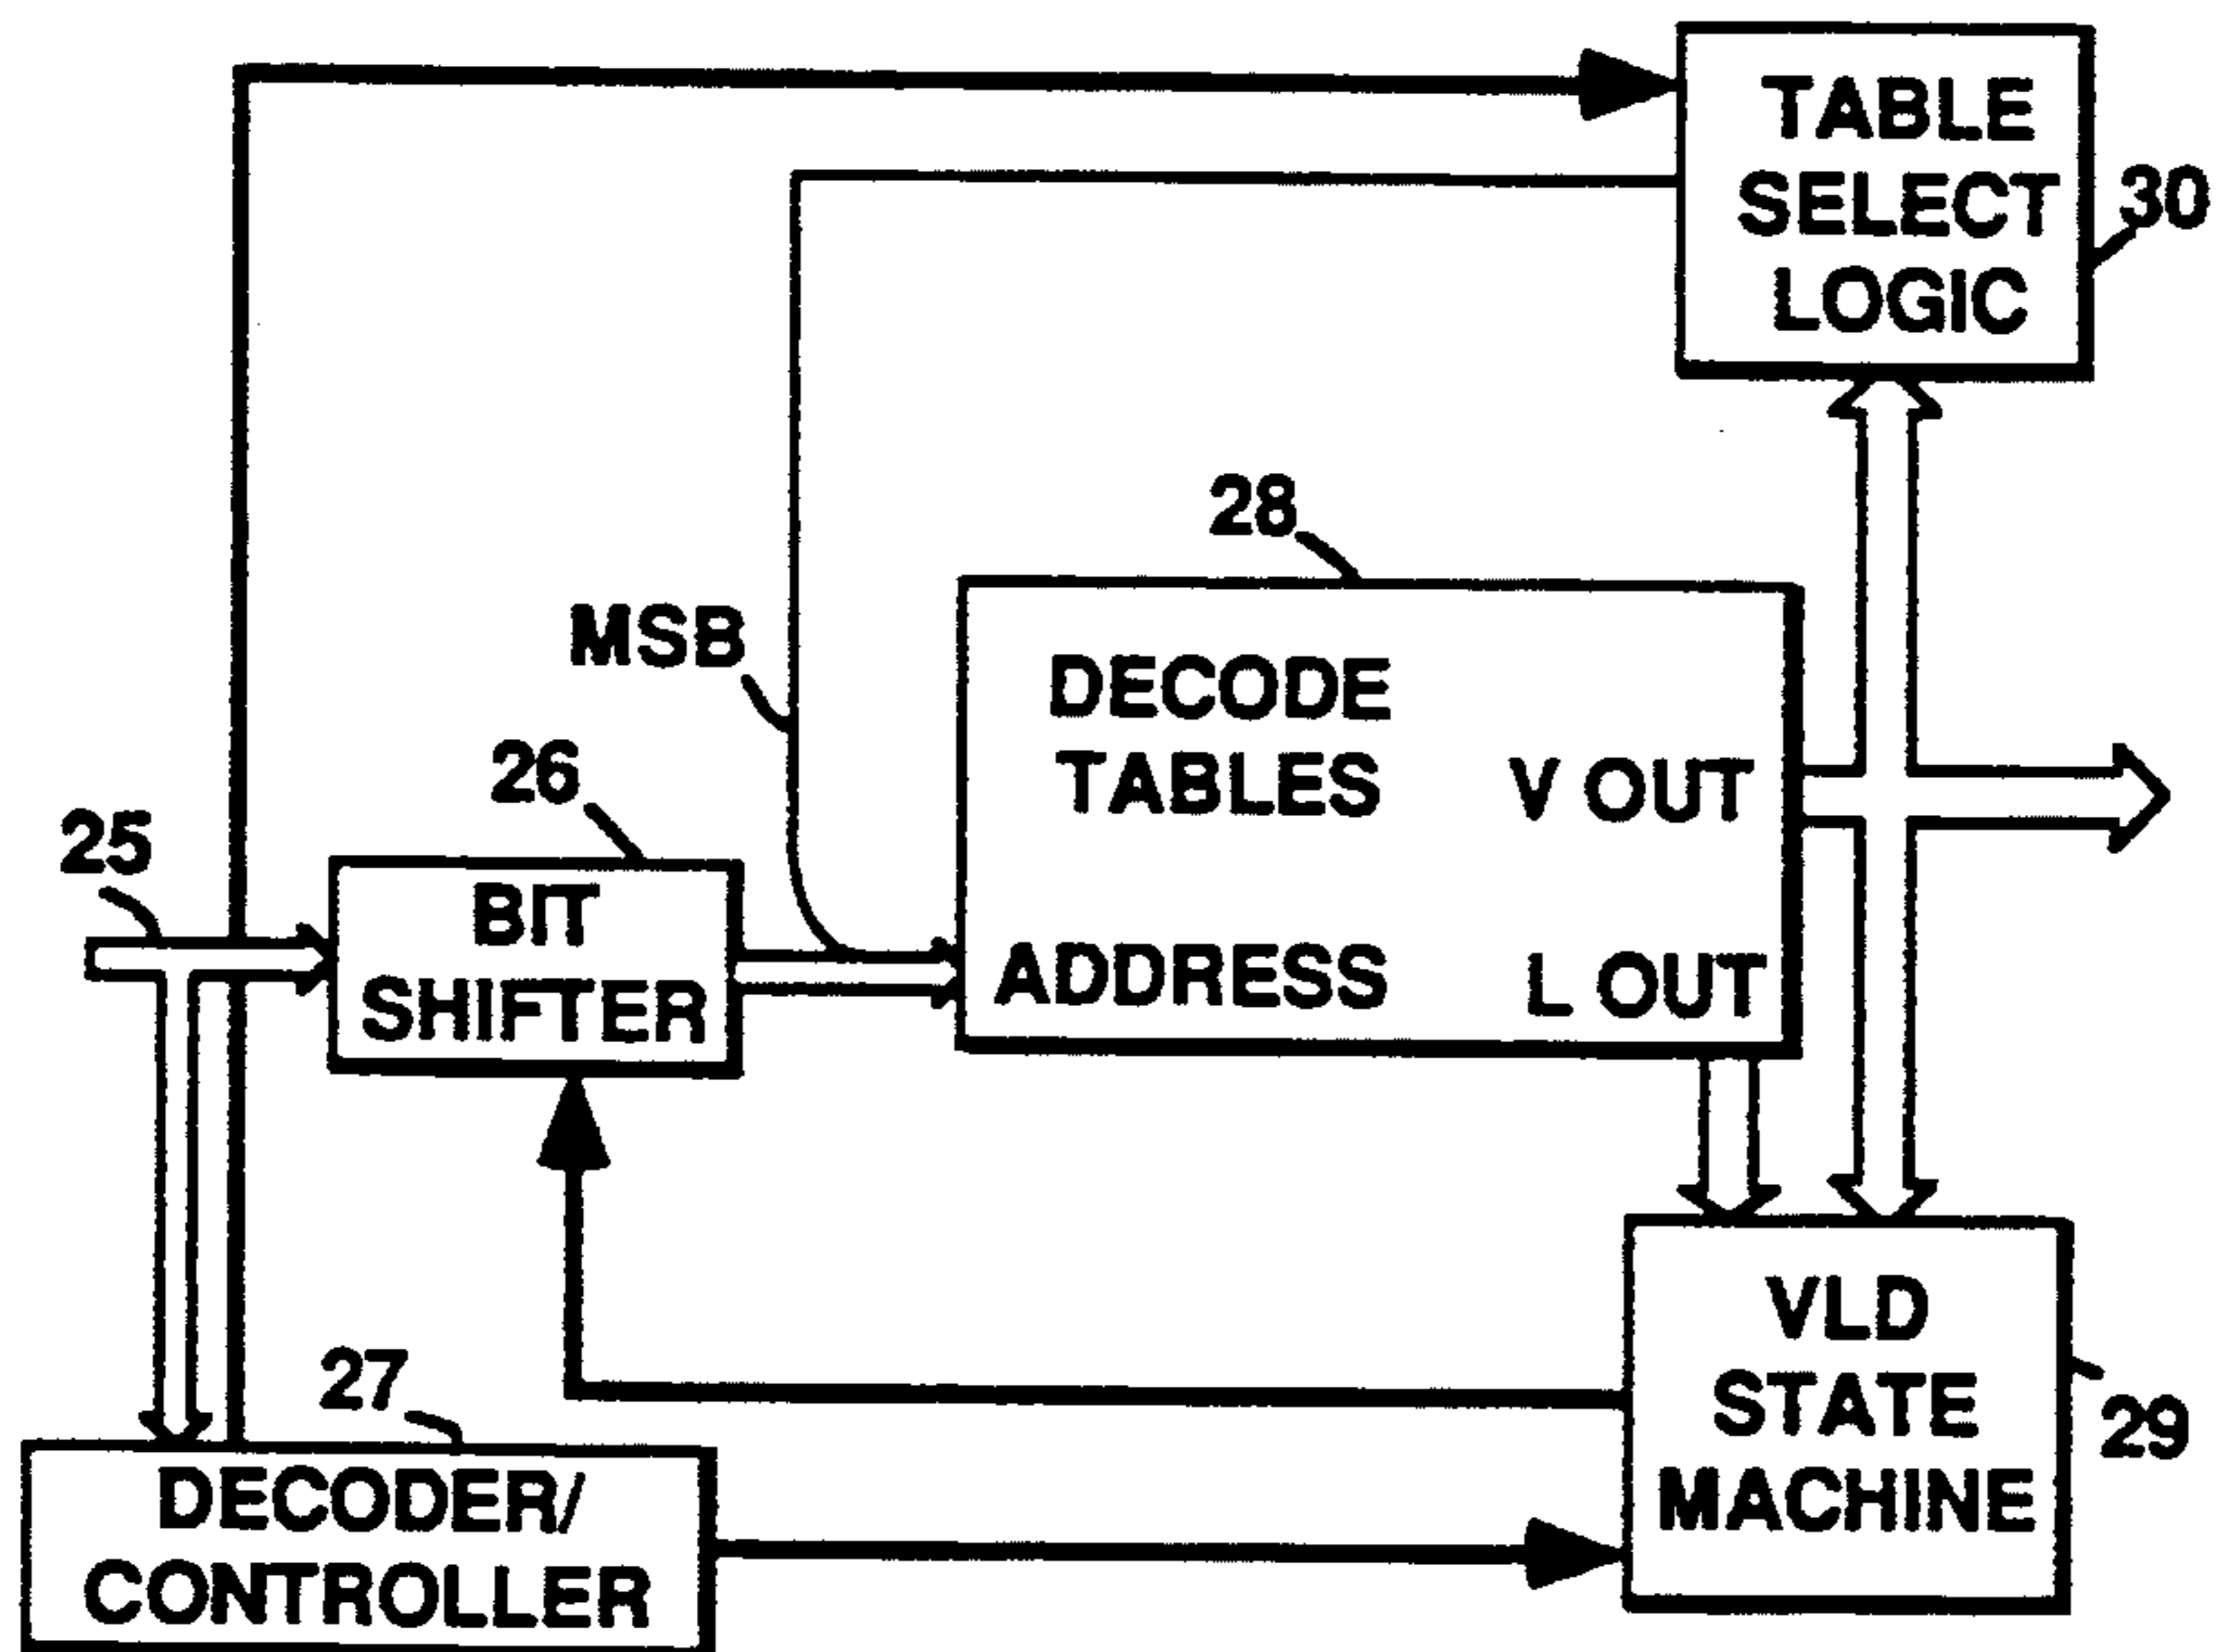 TABLE
SELECT
LOGIC
30
28
MSB
DECODE
TABLES
V OUT
26
25
BIT
SHIFTER
ADDRESS
L OUT
27
VLD
STATE
MACHINE
29
DECODER/
CONTROLLER